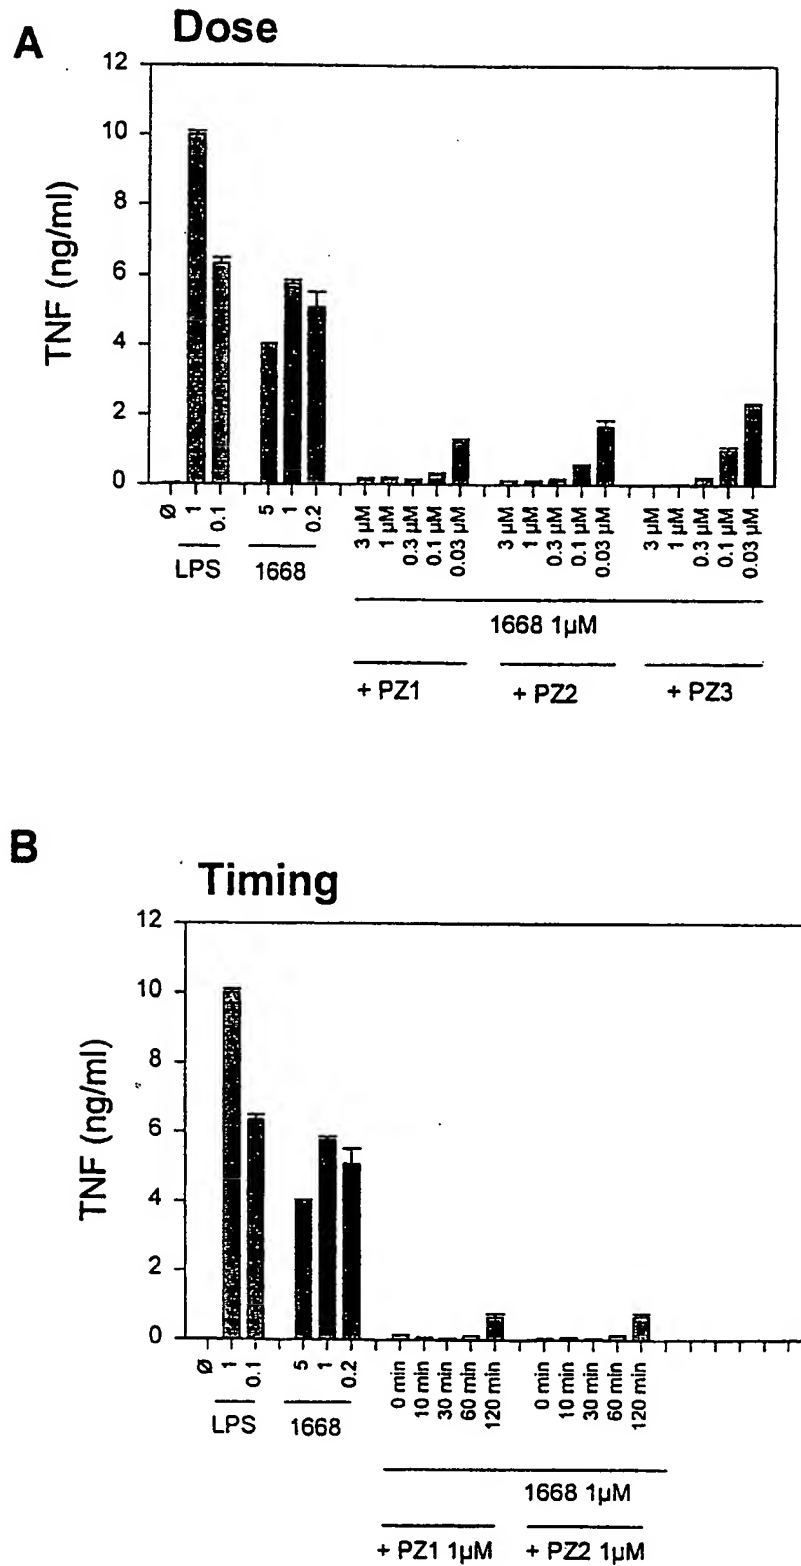 A
Dose
12
10
8
6
4
2
0
TNF (ng/ml)
Ø 1 0.1 5 1 0.2 3 µM 1 µM 0.3 µM 0.1 µM 0.03 µM 3 µM 1 µM 0.3 µM 0.1 µM 0.03 µM 3 µM 1 µM 0.3 µM 0.1 µM 0.03 µM
LPS 1668
1668 1µM
+ PZ1 + PZ2 + PZ3
B
Timing
12
10
8
6
4
2
0
TNF (ng/ml)
Ø 1 0.1 5 1 0.2 0 min 10 min 30 min 60 min 120 min 0 min 10 min 30 min 60 min 120 min
LPS 1668
1668 1µM
+ PZ1 1µM + PZ2 1µM